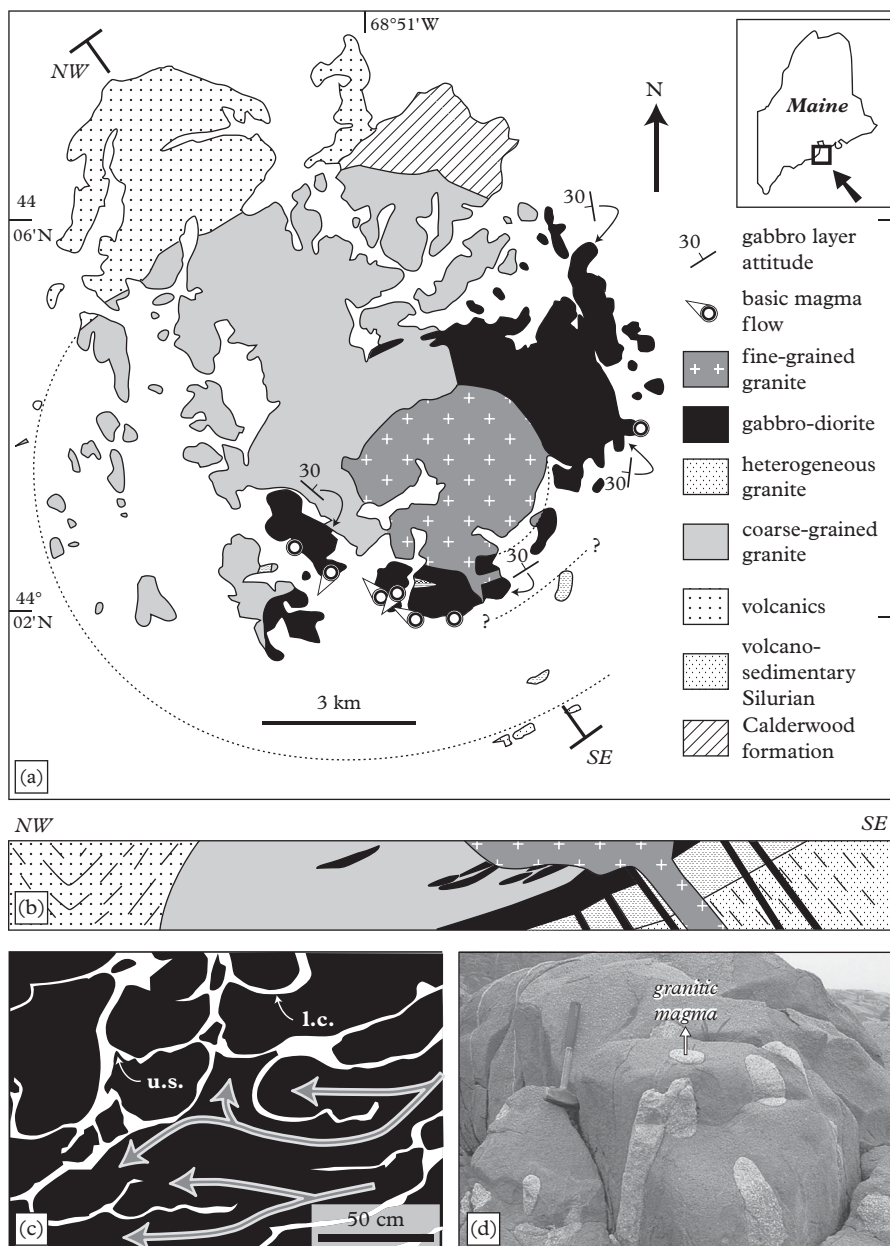 68°51'W
NW
N
Maine
44
06'N
30
30
gabbro layer
attitude
basic magma
flow
fine-grained
granite
gabbro-diorite
30
30
heterogeneous
granite
coarse-grained
granite
30
?
44°
02'N
?
volcanics
volcano-
sedimentary
Silurian
3 km
Calderwood
formation
SE
(a)
NW
SE
(b)
l.c.
u.s.
50 cm
(c)
granitic
magma
(d)